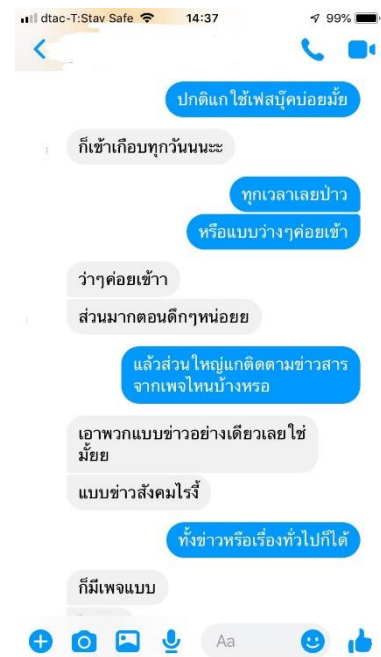 dtac-T:Stav Safe 14:37 99%
ปกติแกใช้เฟสบุ๊คบ่อยมั้ย
ก็เข้าเกือบทุกวันนนะะ
ทุกเวลาเลยป่าว
หรือแบบว่างๆค่อยเข้า
ว่าๆค่อยเข้าา
ส่วนมากตอนดึกๆหน่อยย
แล้วส่วนใหญ่แกติดตามข่าวสาร
จากเพจไหนบ้างหรอ
เอาพวกแบบข่าวอย่างเดียวเลยใช่
มั้ยย
แบบข่าวสังคมไรงี้
ทั้งข่าวหรือเรื่องทั่วไปก็ได้
ก็มีเพจแบบ
Aa